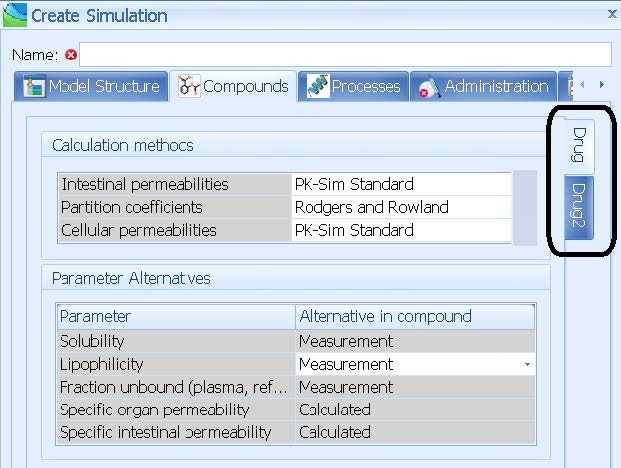 Create Simulation
Name:
Model Structure Compounds Processes Administration
Drug
Drug2
Calculation methocs
Intestinal permeabilities PK-Sim Standard
Partition coefficients Rodgers and Rowland
Cellular permeabilities PK-Sim Standard
Parameter Alternatves
Parameter Alternative in compound
Solubility Measurement
Lipophilicity Measurement
Fraction unbound (plasma, ref... Measurement
Specific organ permeability Calculated
Specific intestinal permeability Calculated